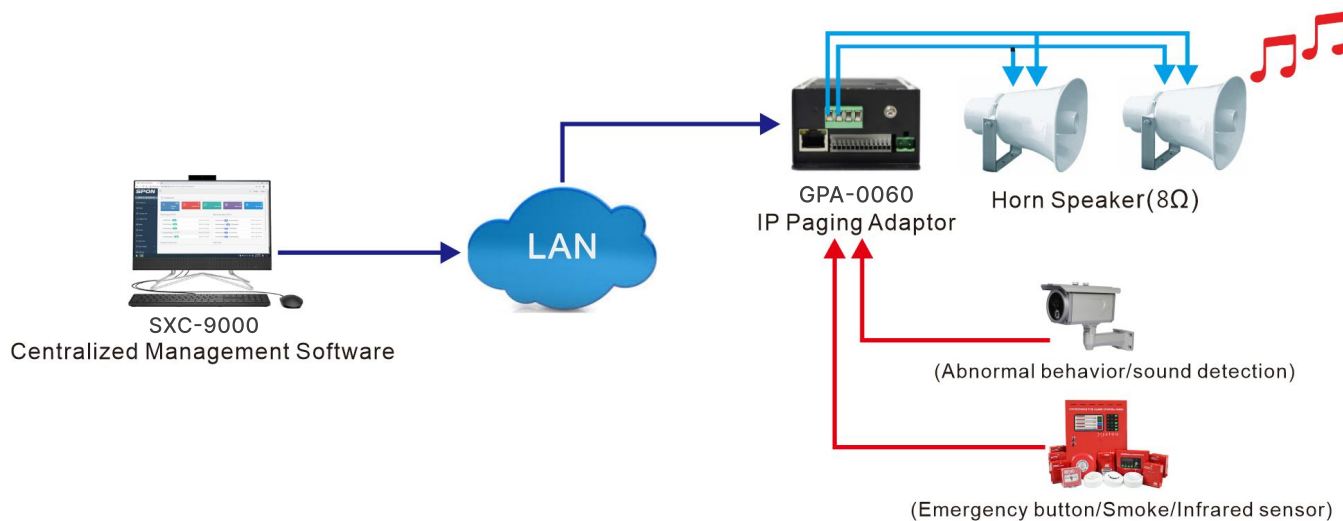 SPON
LAN
GPA-0060
IP Paging Adaptor
Horn Speaker(8Ω)
SXC-9000
Centralized Management Software
(Abnormal behavior/sound detection)
(Emergency button/Smoke/Infrared sensor)